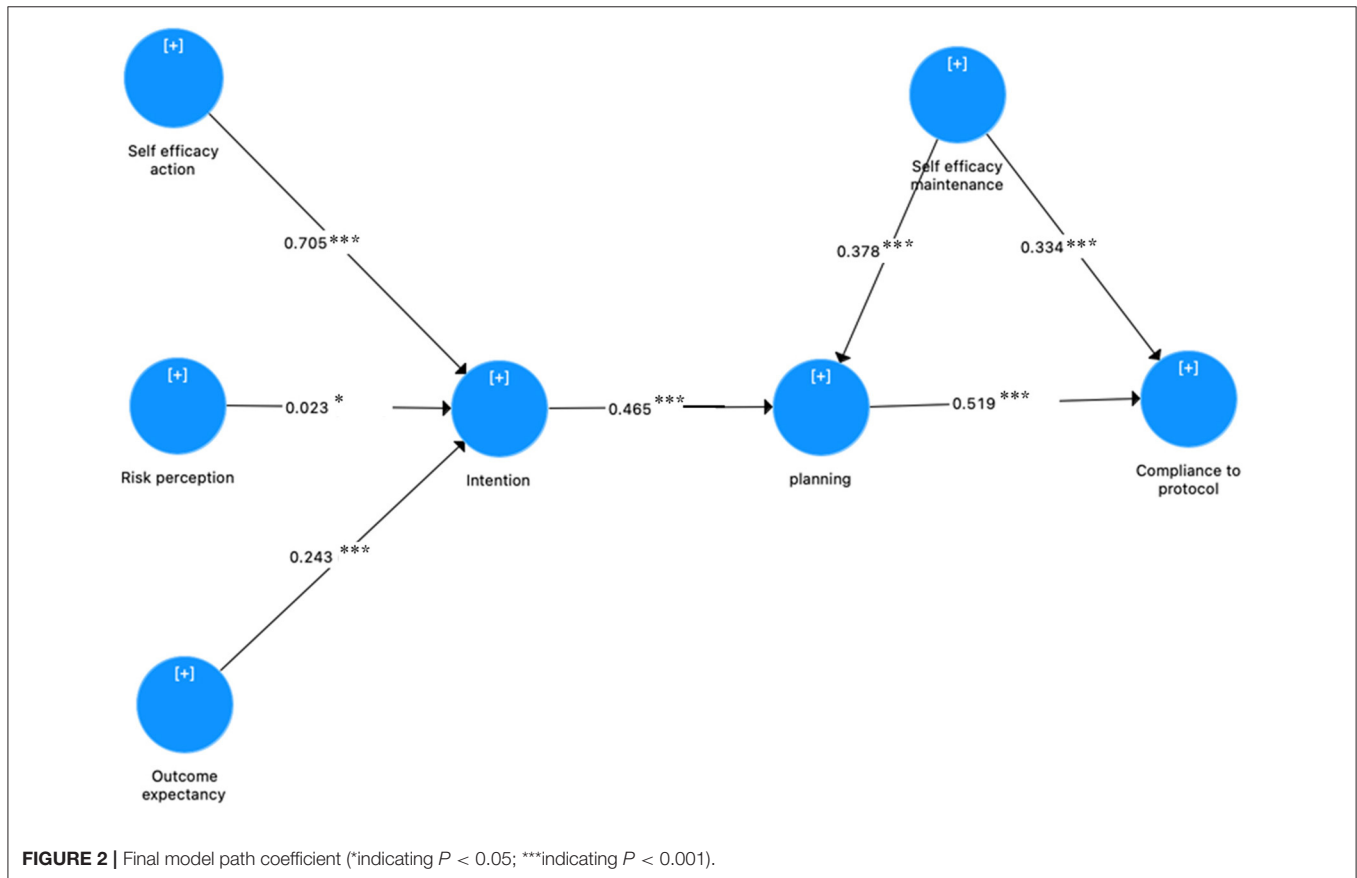 [+]
Self efficacy
action
[+]
Self efficacy
maintenance
0.705 ***
0.378 ***
0.334 ***
[+]
Risk perception
0.023 *
[+]
Intention
0.465 ***
[+]
planning
0.519 ***
[+]
Compliance to
protocol
0.243 ***
[+]
Outcome
expectancy
FIGURE 2 | Final model path coefficient (*indicating P < 0.05; ***indicating P < 0.001).